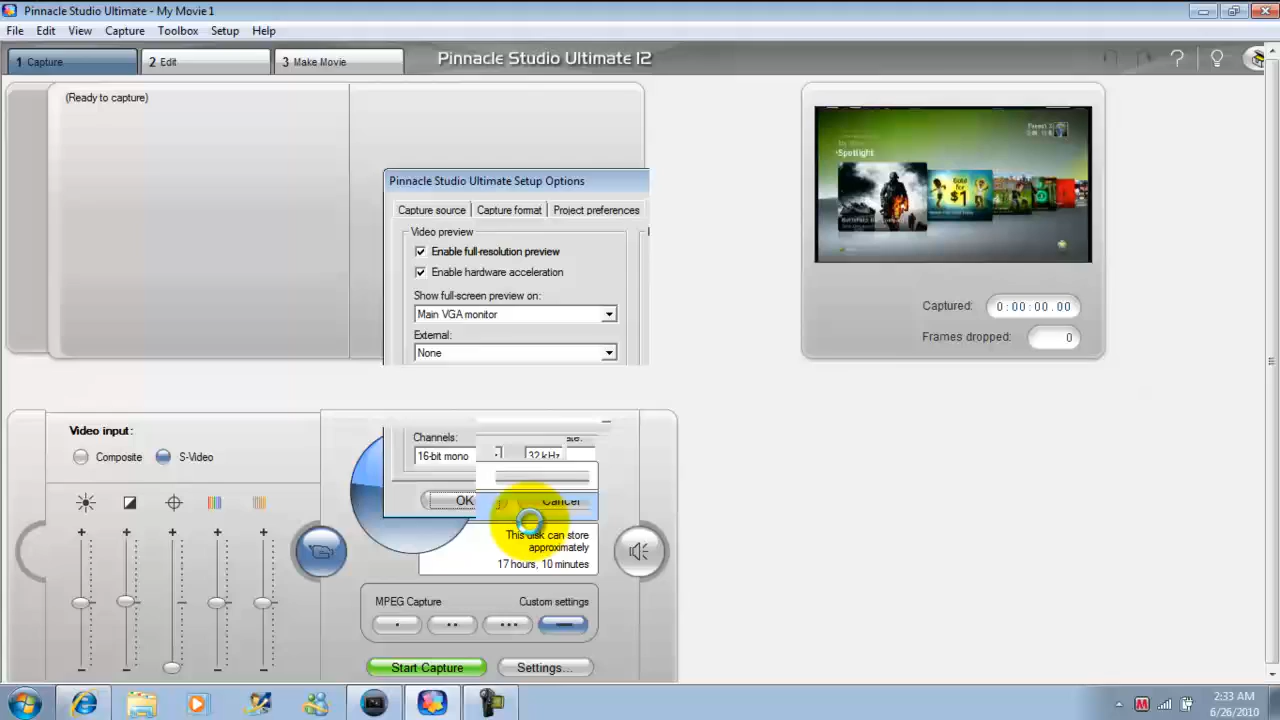 Pinnacle Studio Ultimate - My Movie1
File Edit View Capture Toolbox Setup Help
1 Capture 2 Edit 3 Make Movie Pinnacle Studio Ultimate 12
(Ready to capture)
Spotlight
Gold for $1
Pinnacle Studio Ultimate Setup Options
Capture source Capture format Project preferences
Video preview
Enable full-resolution preview
Enable hardware acceleration
Show full-screen preview on:
Main VGA monitor
External:
None
Captured: 0:00:00.00
Frames dropped: 0
Video input:
Composite S-Video
Channels:
16-bit mono 32 kHz
OK Cancel
This disk can store
approximately
17 hours, 10 minutes
MPEG Capture Custom settings
Start Capture Settings...
2:33 AM
6/26/2010